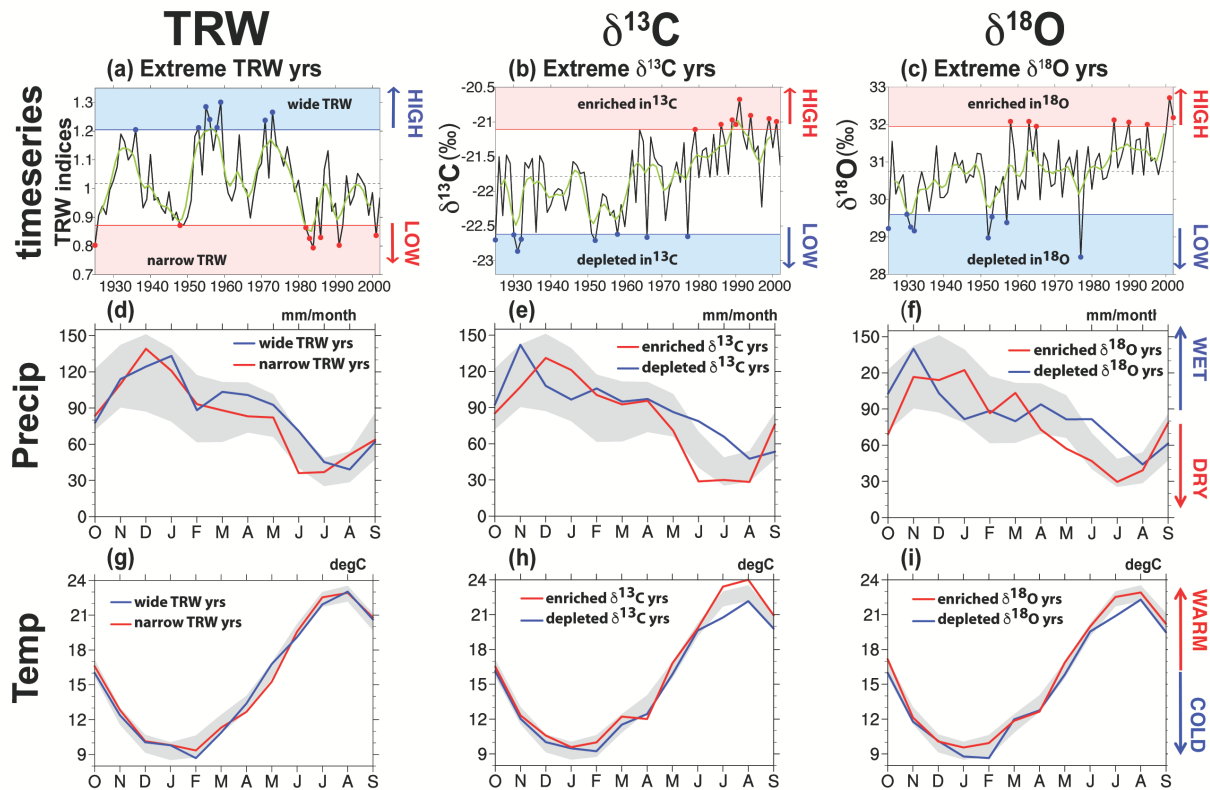 TRW δ13C δ18O
timeseries
(a) Extreme TRW yrs
TRW indices
1.3
1.2
1.1
1
0.9
0.8
0.7
wide TRW
narrow TRW
HIGH
LOW
1930 1940 1950 1960 1970 1980 1990 2000
(b) Extreme δ13C yrs
δ13C (‰)
-20.5
-21
-21.5
-22
-22.5
-23
enriched in 13C
depleted in 13C
HIGH
LOW
1930 1940 1950 1960 1970 1980 1990 2000
(c) Extreme δ18O yrs
δ18O (‰)
33
32
31
30
29
28
enriched in 18O
depleted in 18O
HIGH
LOW
1930 1940 1950 1960 1970 1980 1990 2000
Precip
(d)
mm/month
wide TRW yrs
narrow TRW yrs
150
120
90
60
30
0
O N D J F M A M J J A S
(e)
mm/month
enriched δ13C yrs
depleted δ13C yrs
150
120
90
60
30
0
O N D J F M A M J J A S
(f)
mm/month
enriched δ18O yrs
depleted δ18O yrs
150
20
90
60
30
0
O N D J F M A M J J A S
WET
DRY
Temp
(g)
degC
wide TRW yrs
narrow TRW yrs
24
21
18
15
12
9
O N D J F M A M J J A S
(h)
degC
enriched δ13C yrs
depleted δ13C yrs
24
21
18
15
12
9
O N D J F M A M J J A S
(i)
degC
enriched δ18O yrs
depleted δ18O yrs
24
21
18
15
12
9
O N D J F M A M J J A S
WARM
COLD